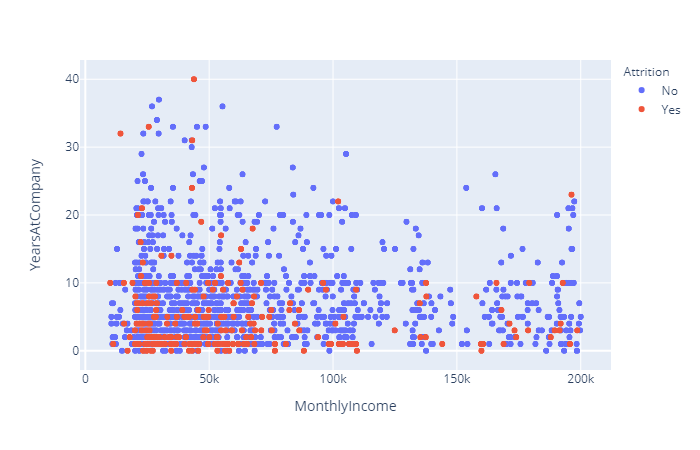 Attrition
No
Yes
YearsAtCompany
40
30
20
10
0
0
50k
100k
150k
200k
MonthlyIncome